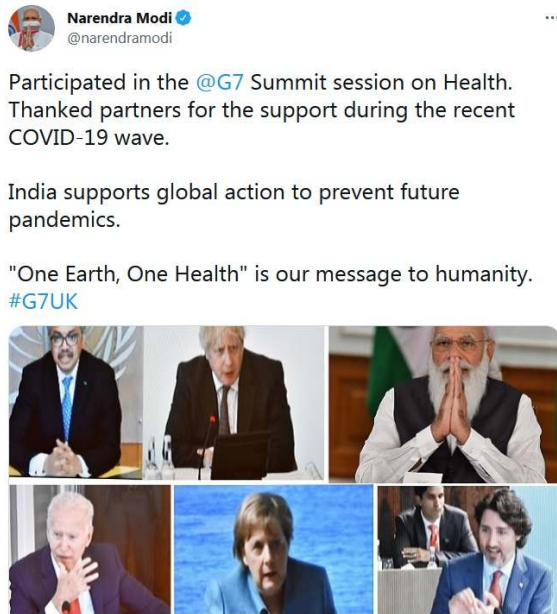 Narendra Modi
@narendramodi
Participated in the @G7 Summit session on Health.
Thanked partners for the support during the recent
COVID-19 wave.
India supports global action to prevent future
pandemics.
"One Earth, One Health" is our message to humanity.
#G7UK